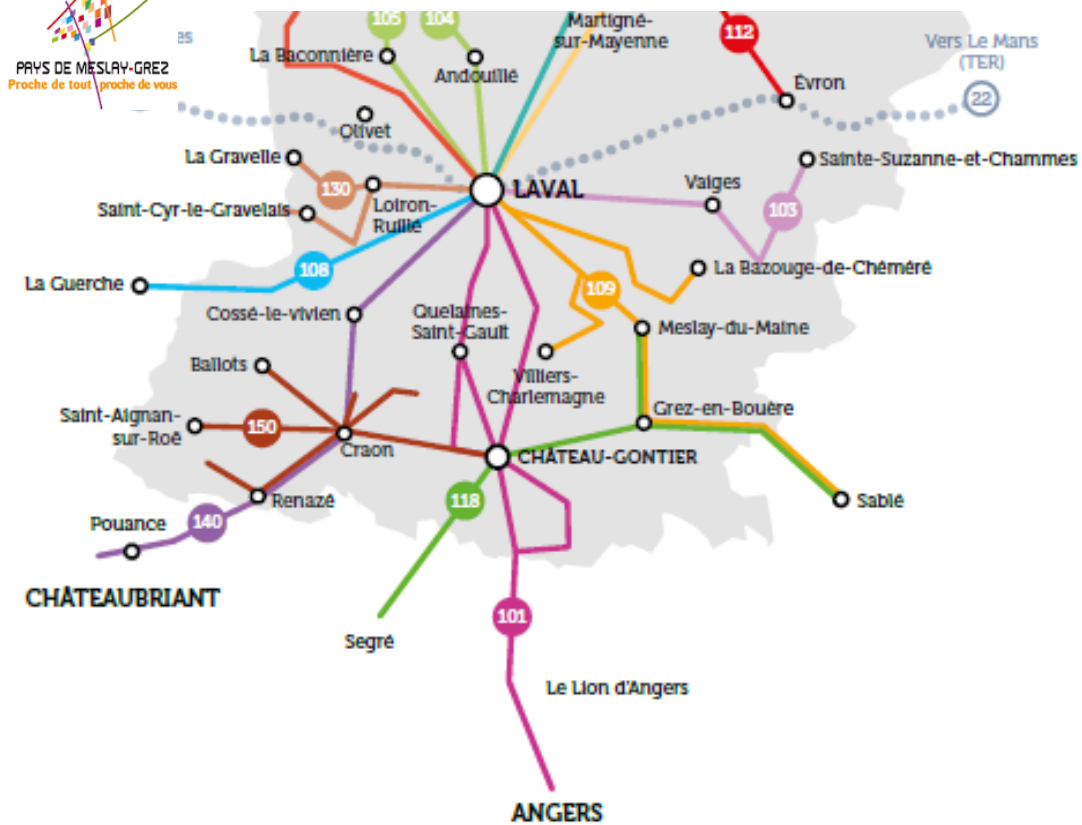 PAYS DE MESLAY-GREZ
Proche de tout proche de vous
es
105
104
Martigné-
sur-Mayenne
112
Vers Le Mans
(TER)
22
La Baconnière
Andouillé
Évron
Olivet
La Gravelle
130
Saint-Cyr-le-Gravelais
Loiron-
Ruillé
LAVAL
Vaiges
Sainte-Suzanne-et-Chammes
103
108
La Guerche
La Bazouge-de-Chéméré
109
Cossé-le-vivien
Quelaines-
Saint-Gault
Meslay-du-Maine
Ballots
Villiers-
Charlemagne
Saint-Aignan-
sur-Roë
150
Craon
Grez-en-Bouère
CHÂTEAU-GONTIER
Renazé
118
Sablé
Pouance
140
CHÂTEAUBRIANT
101
Segré
Le Lion d'Angers
ANGERS